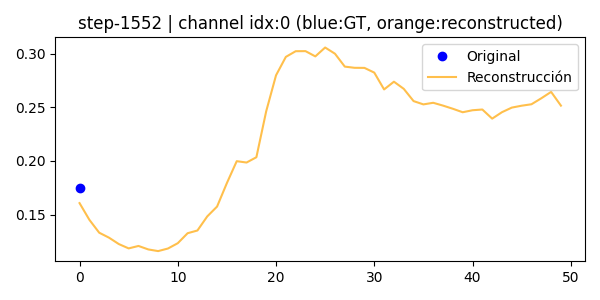 step-1552 | channel idx:0 (blue:GT, orange:reconstructed)
Original
Reconstrucción
0.30
0.25
0.20
0.15
0 10 20 30 40 50